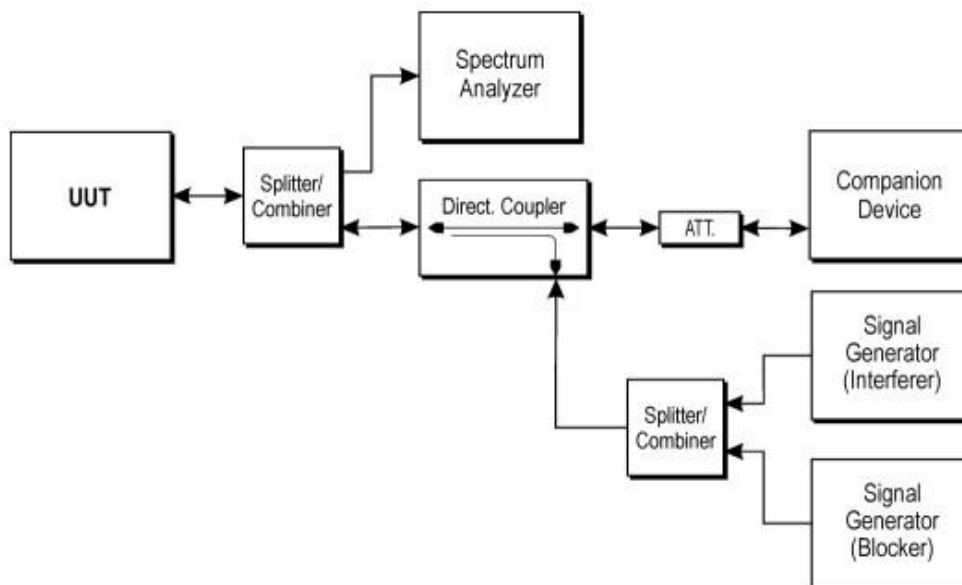 Spectrum
Analyzer
UUT
Splitter/
Combiner
Direct. Coupler
ATT.
Companion
Device
Signal
Generator
(Interferer)
Splitter/
Combiner
Signal
Generator
(Blocker)